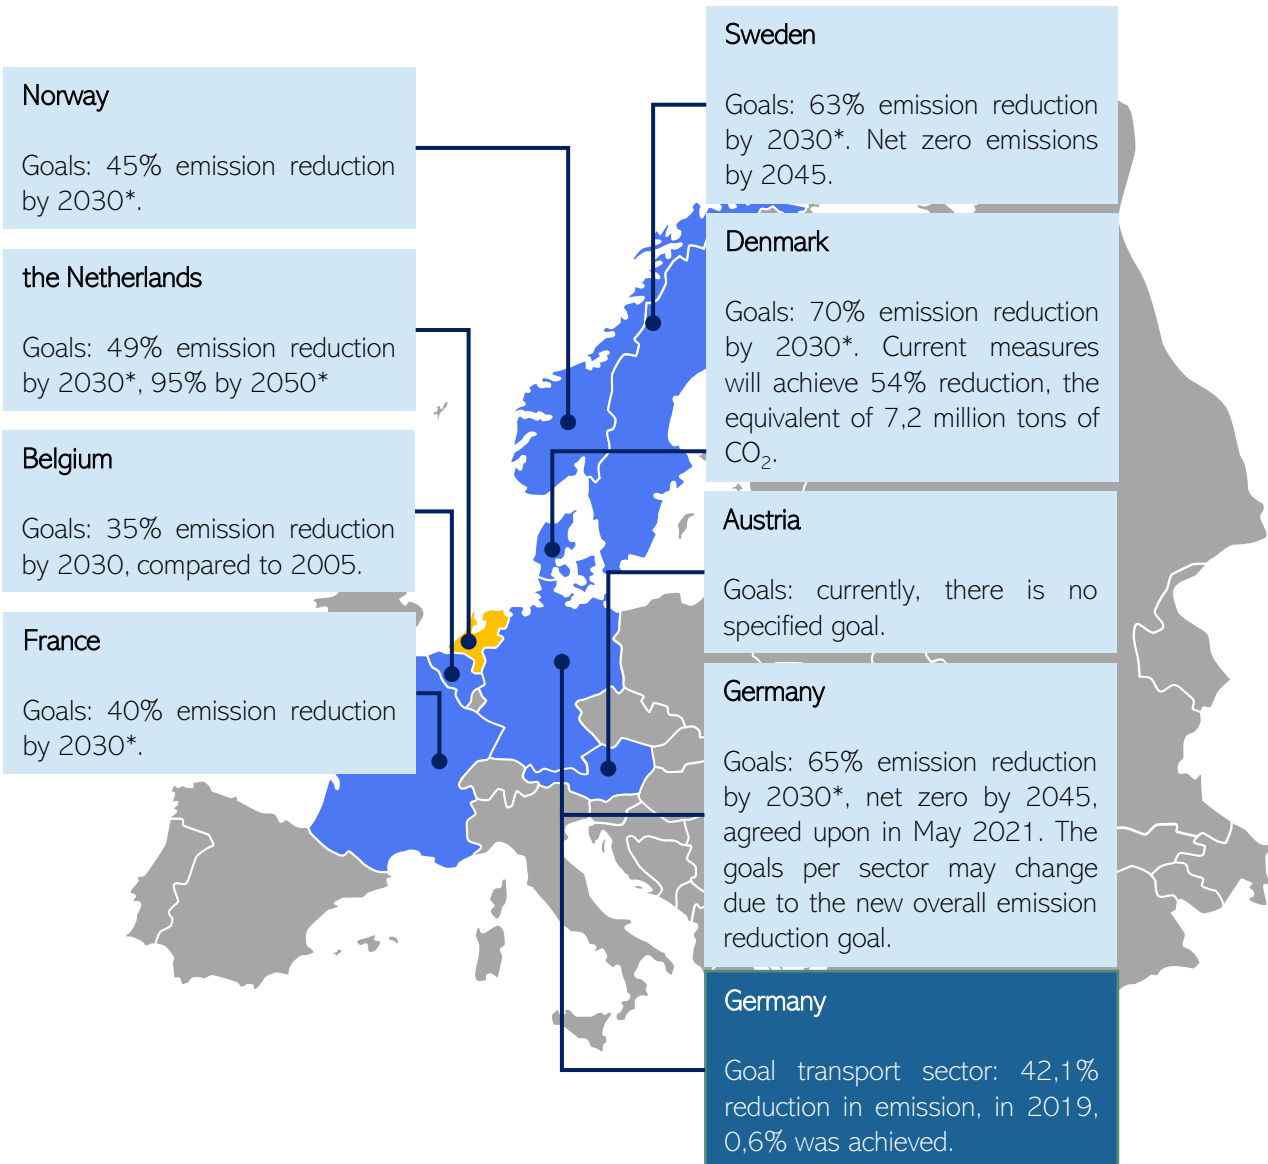 Norway
Goals: 45% emission reduction
by 2030*.
the Netherlands
Goals: 49% emission reduction
by 2030*, 95% by 2050*
Belgium
Goals: 35% emission reduction
by 2030, compared to 2005.
France
Goals: 40% emission reduction
by 2030*.
Sweden
Goals: 63% emission reduction
by 2030*. Net zero emissions
by 2045.
Denmark
Goals: 70% emission reduction
by 2030*. Current measures
will achieve 54% reduction, the
equivalent of 7,2 million tons of
CO₂.
Austria
Goals: currently, there is no
specified goal.
Germany
Goals: 65% emission reduction
by 2030*, net zero by 2045,
agreed upon in May 2021. The
goals per sector may change
due to the new overall emission
reduction goal.
Germany
Goal transport sector: 42,1%
reduction in emission, in 2019,
0,6% was achieved.